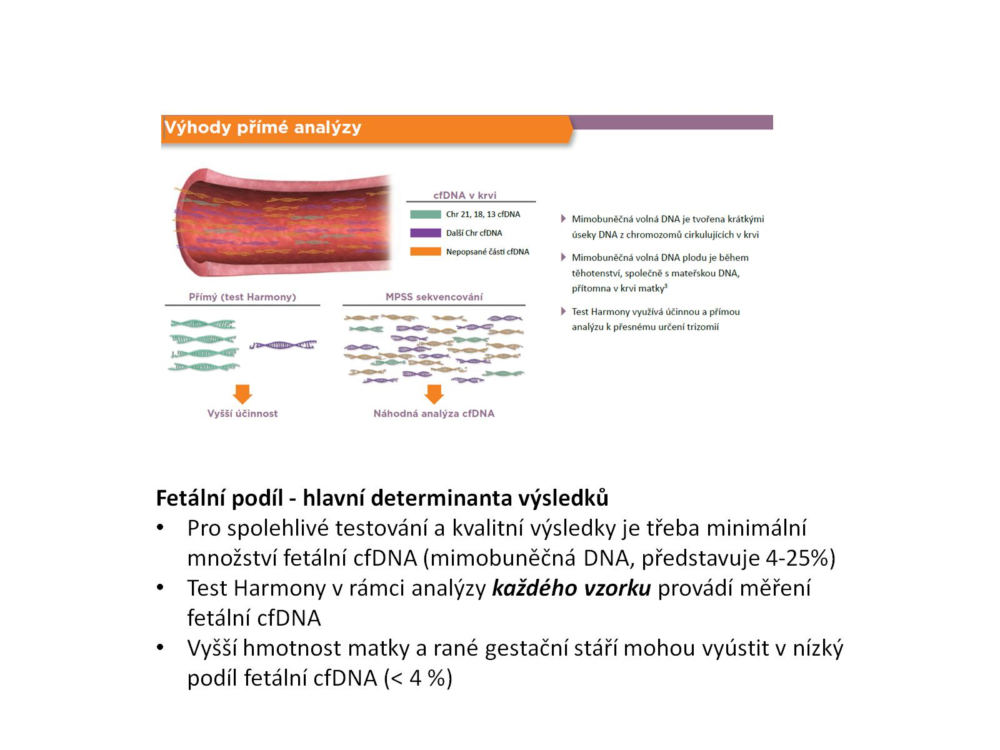 Výhody přímé analýzy
cfDNA v krvi
Chr 21, 18, 13 cfDNA
Další Chr cfDNA
Nepopsané části cfDNA
Mimobuněčná volná DNA je tvořena krátkými
úseky DNA z chromozomů cirkulujících v krvi
Mimobuněčná volná DNA plodu je během
těhotenství, společně s mateřskou DNA,
přítomna v krvi matky³
Test Harmony využívá účinnou a přímou
analýzu k přesnému určení trizomií
Přímý (test Harmony)
MPSS sekvencování
Vyšší účinnost
Náhodná analýza cfDNA
Fetální podíl - hlavní determinanta výsledků
• Pro spolehlivé testování a kvalitní výsledky je třeba minimální
množství fetální cfDNA (mimobuněčná DNA, představuje 4-25%)
• Test Harmony v rámci analýzy každého vzorku provádí měření
fetální cfDNA
• Vyšší hmotnost matky a rané gestační stáří mohou vyústit v nízký
podíl fetální cfDNA (< 4 %)